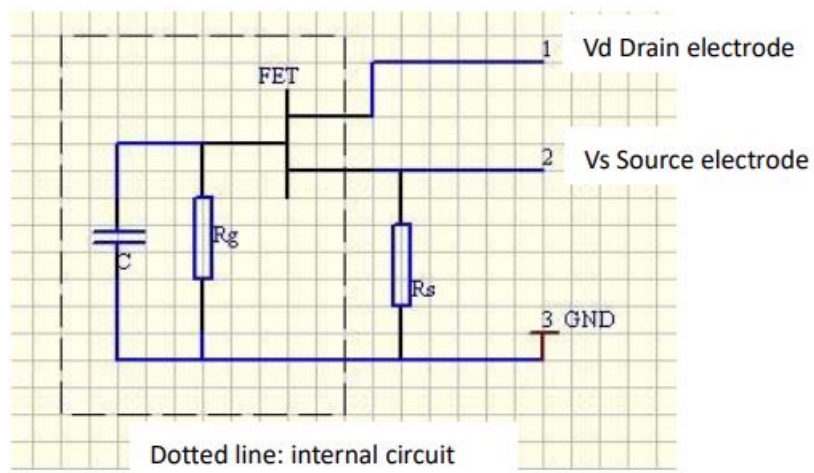 1 Vd Drain electrode
FET
2 Vs Source electrode
Rg
C
Rs
3 GND
Dotted line: internal circuit